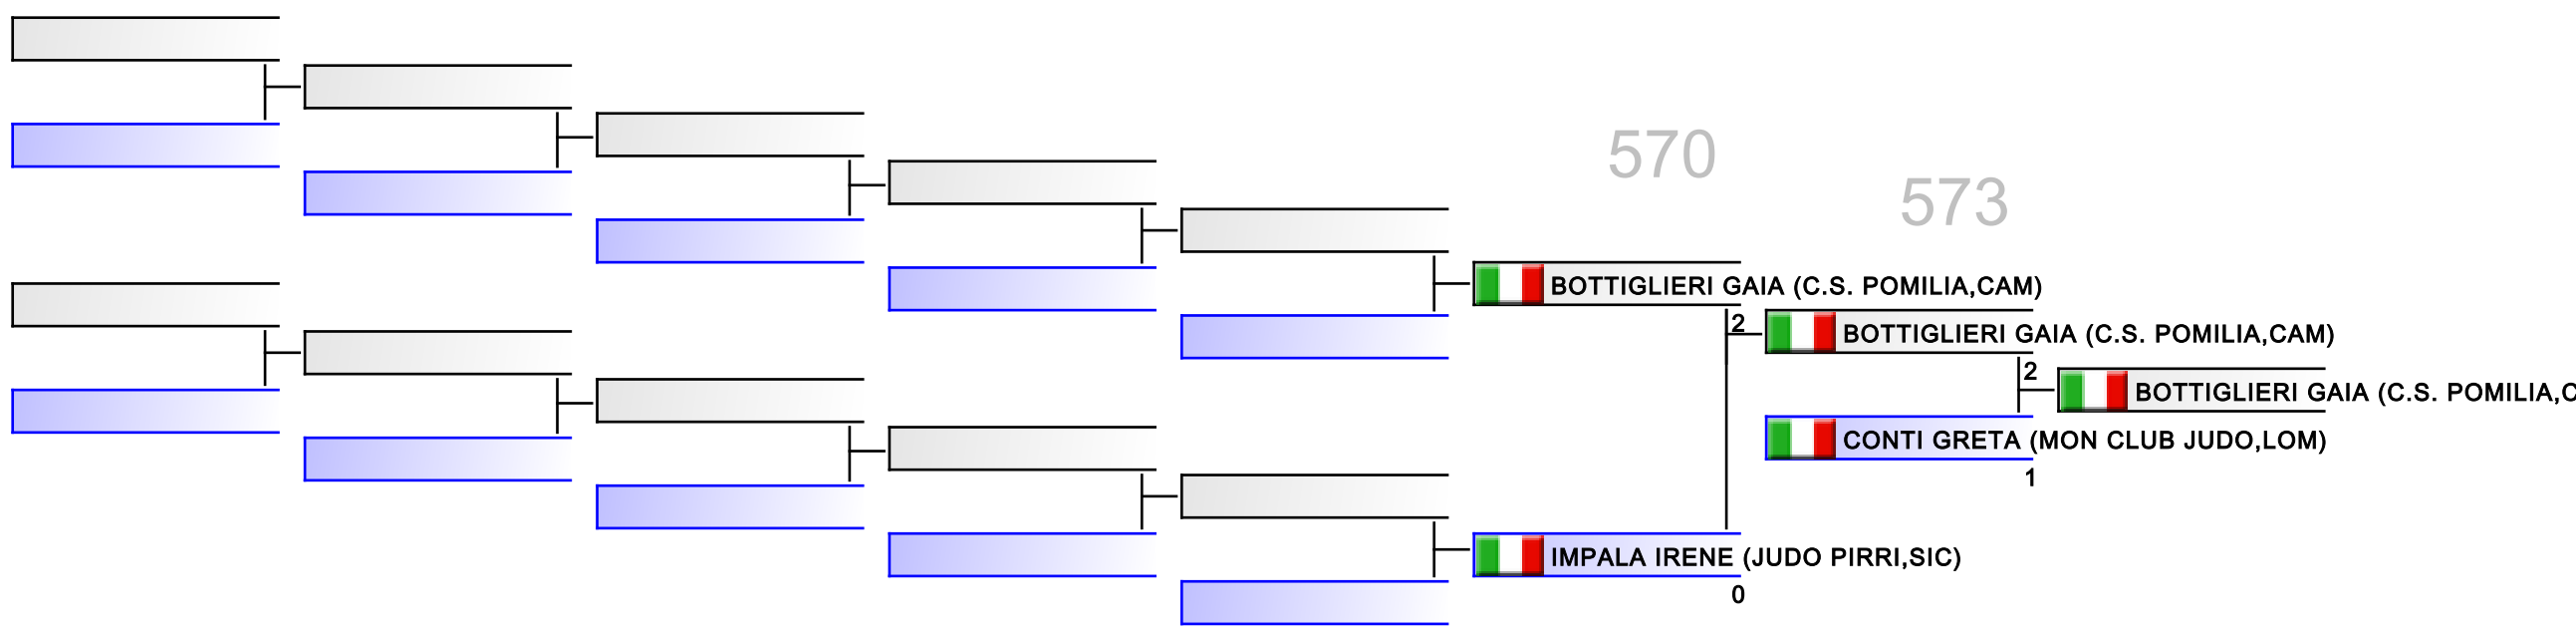 570
573
BOTTIGLIERI GAIA (C.S. POMILIA,CAM)
2
BOTTIGLIERI GAIA (C.S. POMILIA,CAM)
2
BOTTIGLIERI GAIA (C.S. POMILIA,C
CONTI GRETA (MON CLUB JUDO,LOM)
1
IMPALA IRENE (JUDO PIRRI,SIC)
0